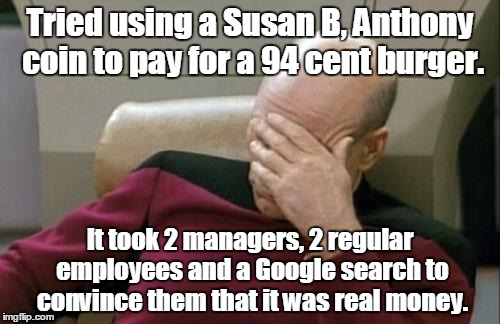 Tried using a Susan B, Anthony
coin to pay for a 94 cent burger.
It took 2 managers, 2 regular
employees and a Google search to
convince them that it was real money.
imgflip.com